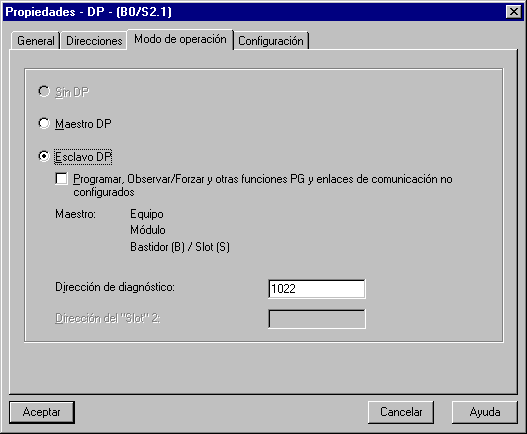 Propiedades - DP - (B0/S2.1)
General Direcciones Modo de operación Configuración
Sin DP
Maestro DP
Esclavo DP
Programar, Observar/Forzar y otras funciones PG y enlaces de comunicación no
configurados
Maestro: Equipo
Módulo
Bastidor (B) / Slot (S)
Dirección de diagnóstico: 1022
Dirección del "Slot" 2:
Aceptar Cancelar Ayuda